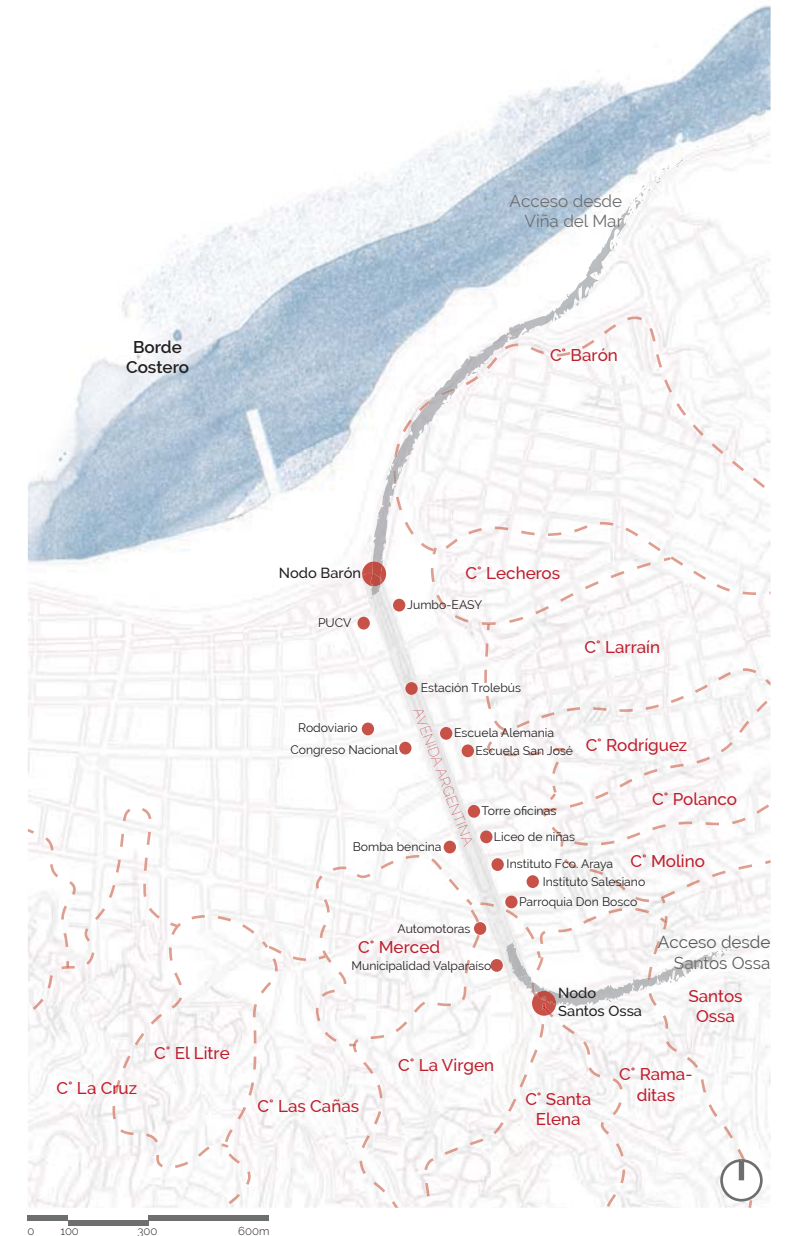 Acceso desde
Viña del Mar
Borde
Costero
C° Barón
Nodo Barón
C° Lecheros
Jumbo-EASY
PUCV
C° Larraín
Estación Trolebús
AVENIDA ARGENTINA
Rodoviario
Escuela Alemania
Congreso Nacional
Escuela San José
C° Rodríguez
C° Polanco
Torre oficinas
Liceo de niñas
Bomba bencina
Instituto Fco. Araya
C° Molino
Instituto Salesiano
Parroquia Don Bosco
Automotoras
C° Merced
Acceso desde
Santos Ossa
Municipalidad Valparaíso
Nodo
Santos Ossa
Santos
Ossa
C° El Litre
C° La Virgen
C° La Cruz
C° Rama-
ditas
C° Las Cañas
C° Santa
Elena
0 100 300 600m